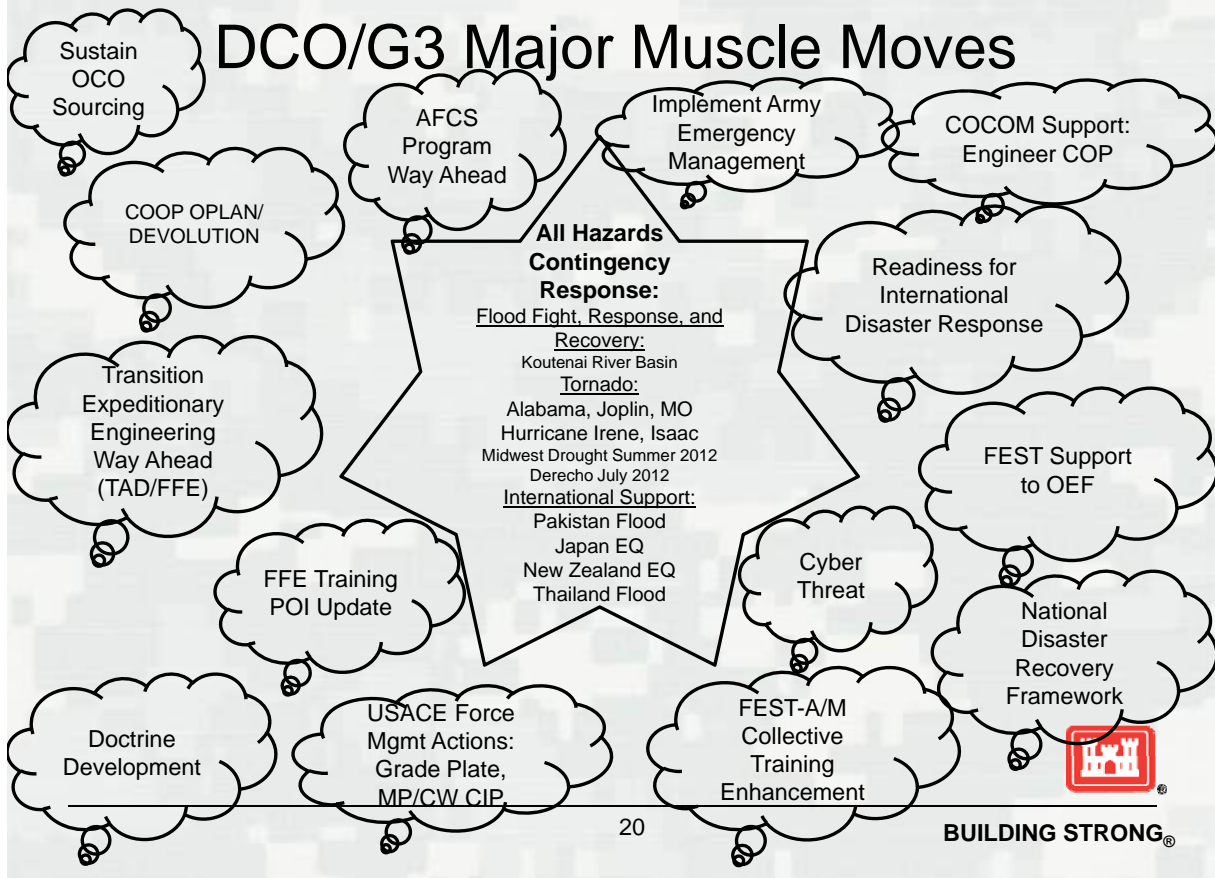 DCO/G3 Major Muscle Moves
Sustain
OCO
Sourcing
AFCS
Program
Way Ahead
Implement Army
Emergency
Management
COCOM Support:
Engineer COP
COOP OPLAN/
DEVOLUTION
All Hazards
Contingency
Response:
Flood Fight, Response, and
Recovery:
Koutenai River Basin
Tornado:
Alabama, Joplin, MO
Hurricane Irene, Isaac
Midwest Drought Summer 2012
Derecho July 2012
International Support:
Pakistan Flood
Japan EQ
New Zealand EQ
Thailand Flood
Readiness for
International
Disaster Response
Transition
Expeditionary
Engineering
Way Ahead
(TAD/FFE)
FEST Support
to OEF
FFE Training
POI Update
Cyber
Threat
National
Disaster
Recovery
Framework
Doctrine
Development
USACE Force
Mgmt Actions:
Grade Plate,
MP/CW CIP
FEST-A/M
Collective
Training
Enhancement
®
20
BUILDING STRONG®